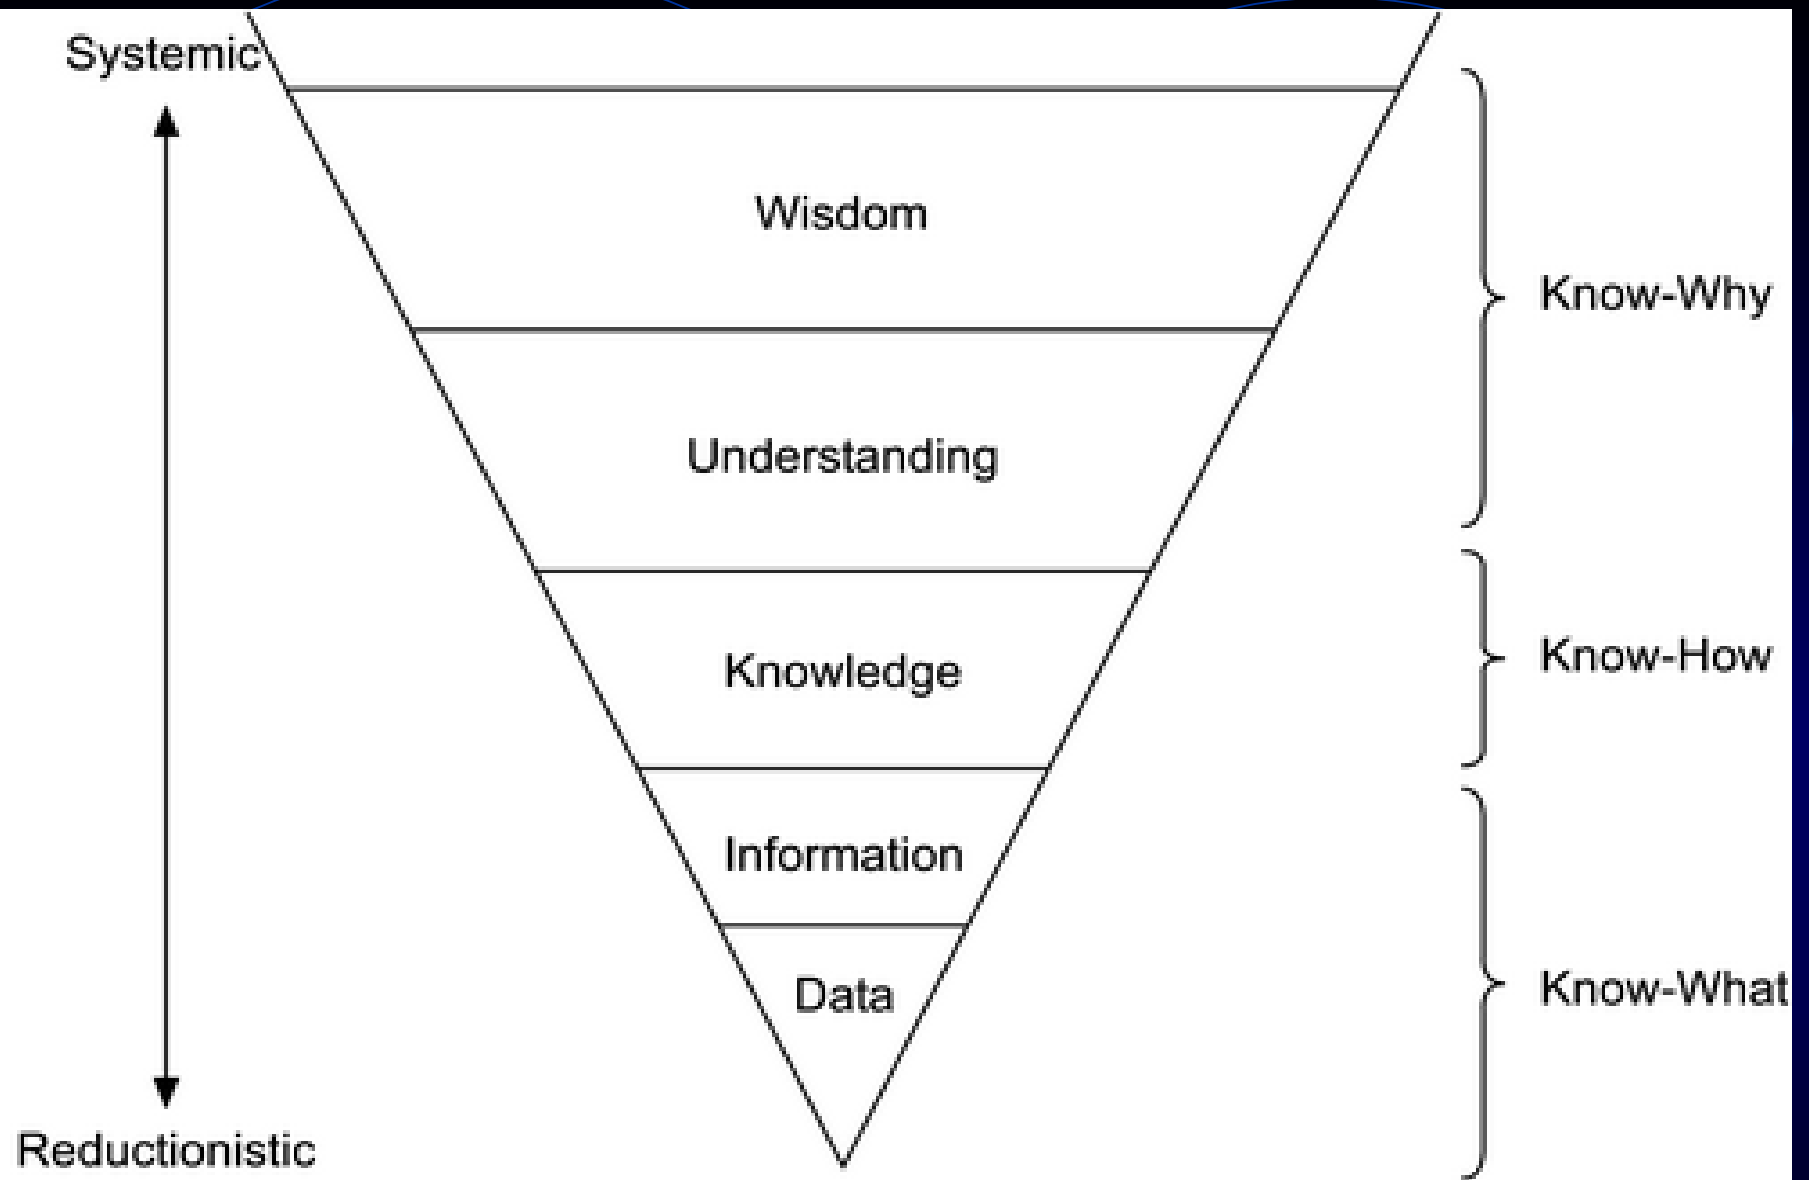 Systemic
Wisdom
Know-Why
Understanding
Know-How
Knowledge
Information
Know-What
Data
Reductionistic